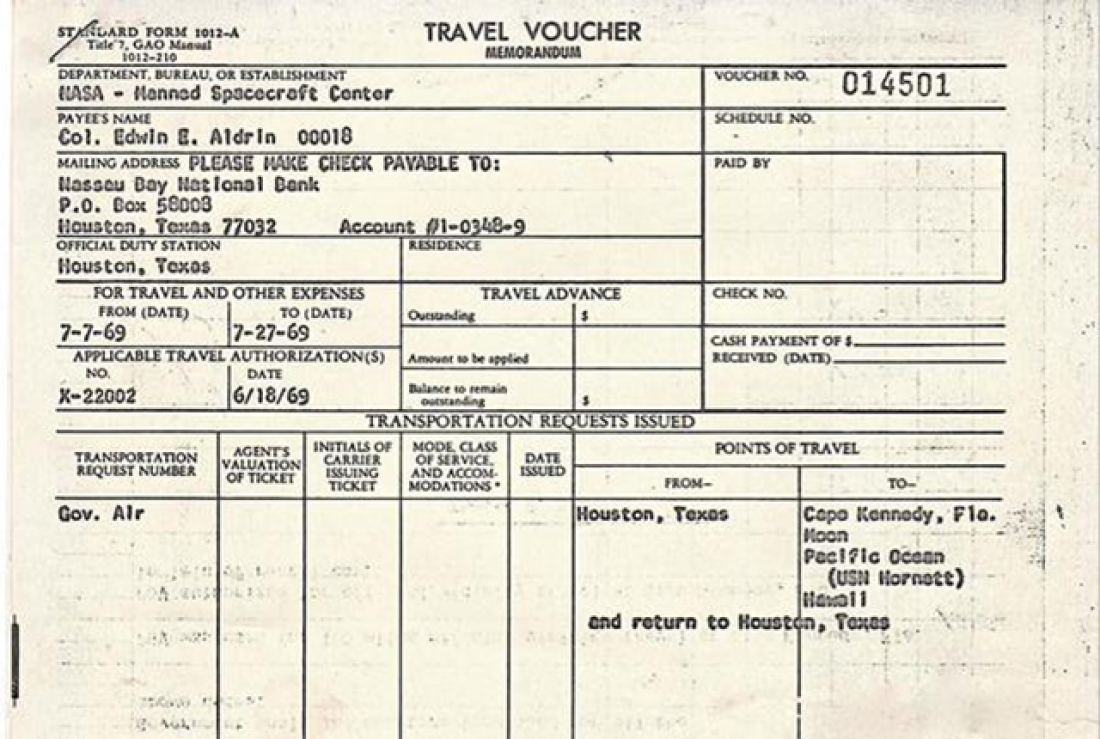 STANDARD FORM 1012-A
Title 7, GAO Manual
1012-210
TRAVEL VOUCHER
MEMORANDUM
DEPARTMENT, BUREAU, OR ESTABLISHMENT
NASA - Manned Spacecraft Center
VOUCHER NO. 014501
PAYEE'S NAME
Col. Edwin E. Aldrin 00018
SCHEDULE NO.
MAILING ADDRESS PLEASE MAKE CHECK PAYABLE TO:
Nassau Bay National Bank
P.O. Box 58008
Houston, Texas 77032 Account #1-0348-9
PAID BY
OFFICIAL DUTY STATION
Houston, Texas
RESIDENCE
FOR TRAVEL AND OTHER EXPENSES
FROM (DATE) TO (DATE)
7-7-69 7-27-69
APPLICABLE TRAVEL AUTHORIZATION(S)
NO. DATE
X-22002 6/18/69
TRAVEL ADVANCE
Outstanding $
Amount to be applied
Balance to remain
outstanding $
CHECK NO.
CASH PAYMENT OF $
RECEIVED (DATE)
TRANSPORTATION REQUESTS ISSUED
TRANSPORTATION
REQUEST NUMBER
AGENT'S
VALUATION
OF TICKET
INITIALS OF
CARRIER
ISSUING
TICKET
MODE, CLASS
OF SERVICE,
AND ACCOM-
MODATIONS *
DATE
ISSUED
POINTS OF TRAVEL
FROM— TO—
Gov. Air Houston, Texas Cape Kennedy, Fla.
Moon
Pacific Ocean
(USN Hornett)
Hawaii
and return to Houston, Texas